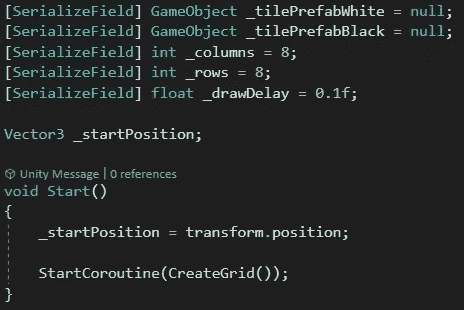 [SerializeField] GameObject _tilePrefabWhite = null;
[SerializeField] GameObject _tilePrefabBlack = null;
[SerializeField] int _columns = 8;
[SerializeField] int _rows = 8;
[SerializeField] float _drawDelay = 0.1f;
Vector3 _startPosition;
Unity Message | 0 references
void Start()
{
_startPosition = transform.position;
StartCoroutine(CreateGrid());
}